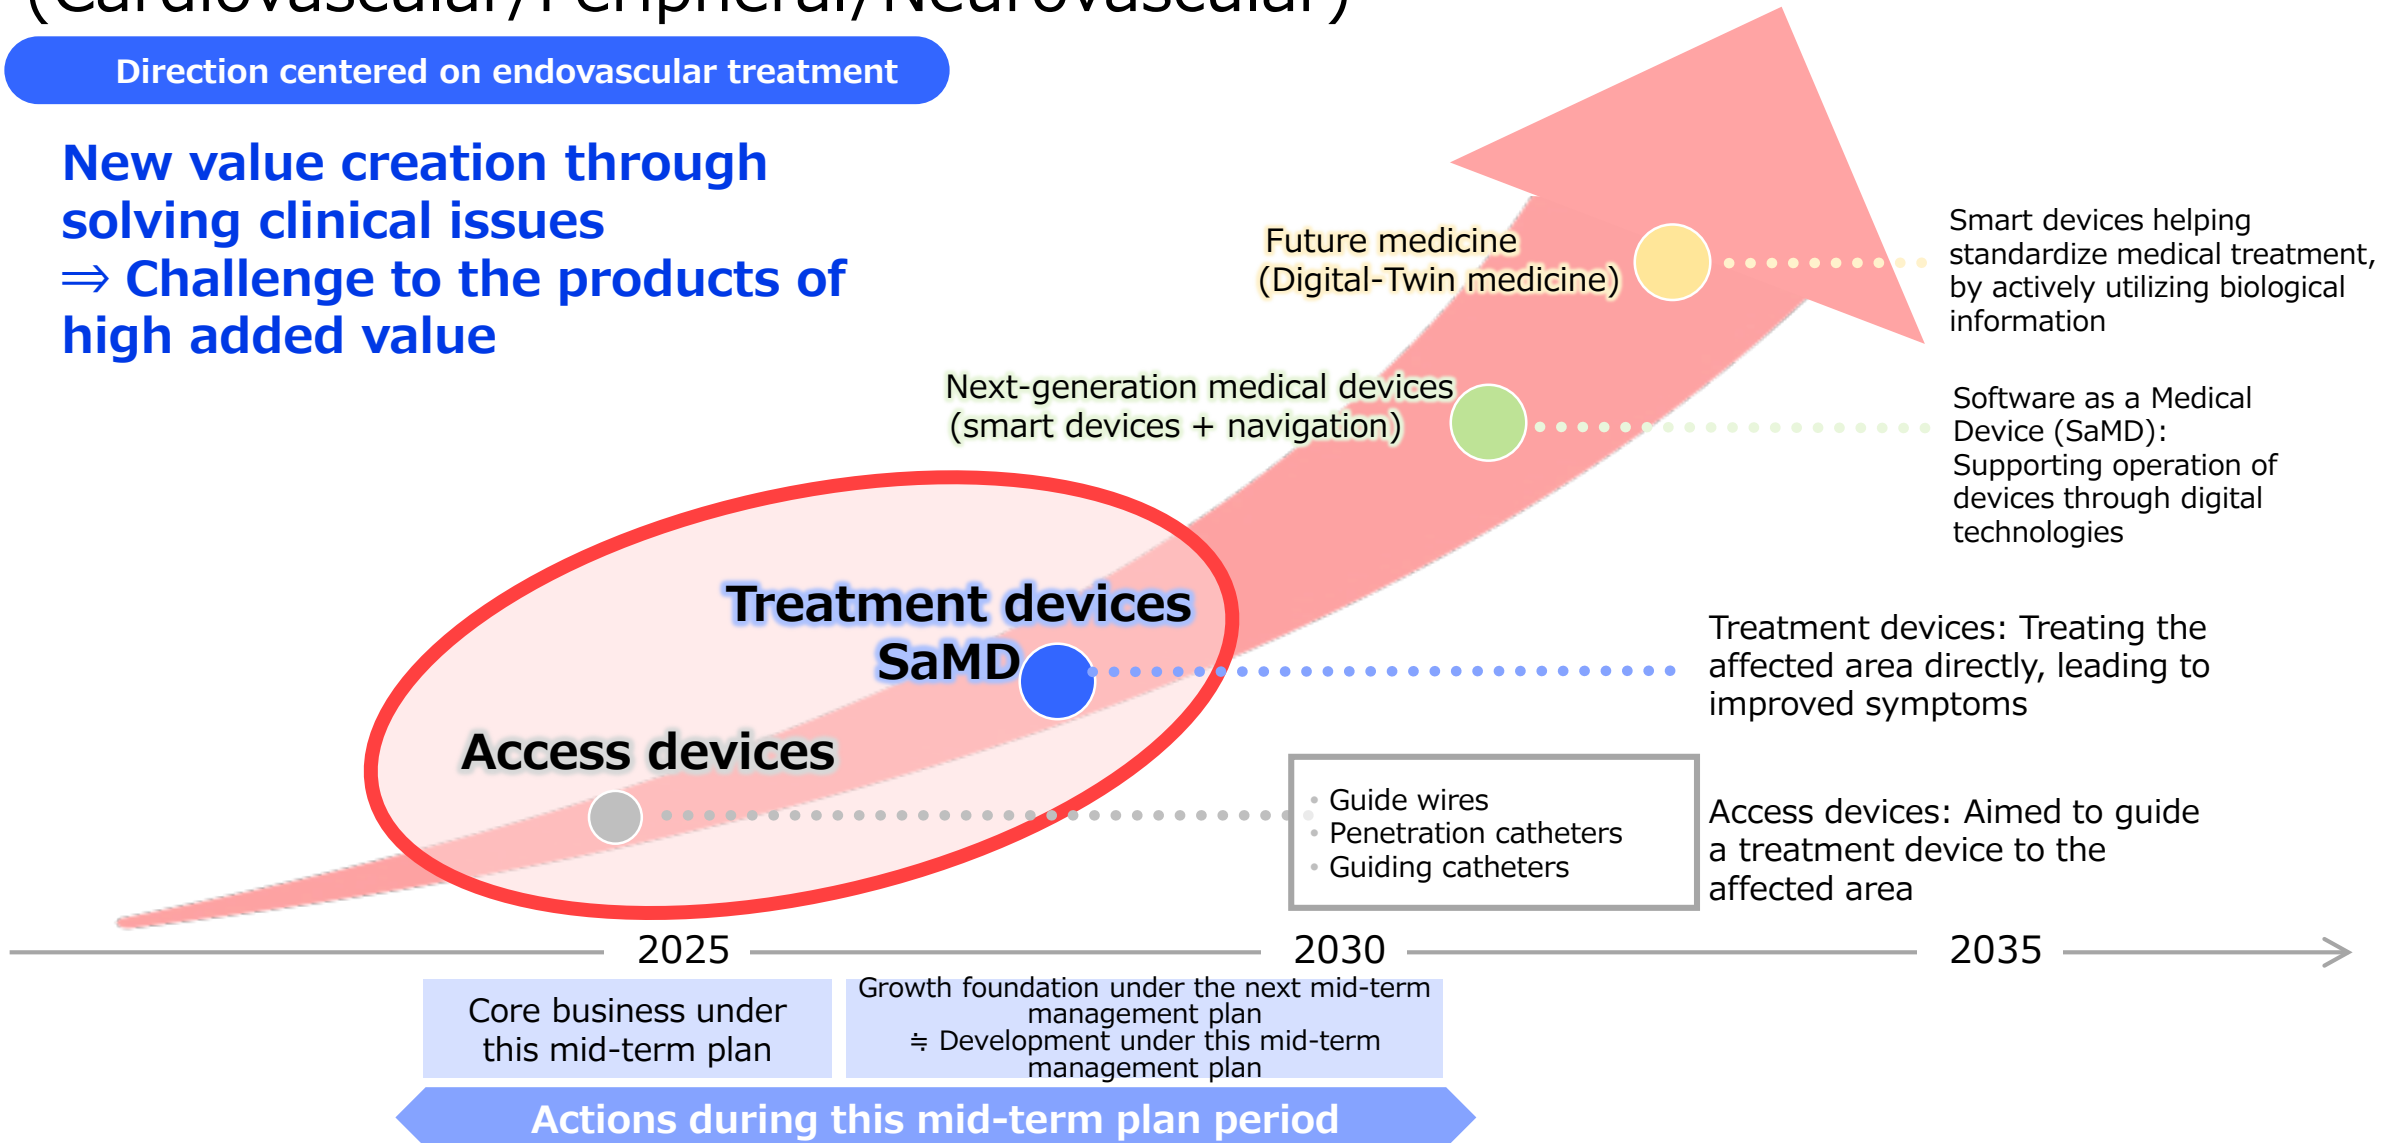 (Cardiovascular/Peripheral/Neurovascular)
Direction centered on endovascular treatment
New value creation through
solving clinical issues
⇒ Challenge to the products of
high added value
Future medicine
(Digital-Twin medicine)
Smart devices helping
standardize medical treatment,
by actively utilizing biological
information
Next-generation medical devices
(smart devices + navigation)
Software as a Medical
Device (SaMD):
Supporting operation of
devices through digital
technologies
Treatment devices
SaMD
Treatment devices: Treating the
affected area directly, leading to
improved symptoms
Access devices
• Guide wires
• Penetration catheters
• Guiding catheters
Access devices: Aimed to guide
a treatment device to the
affected area
2025
2030
2035
Core business under
this mid-term plan
Growth foundation under the next mid-term
management plan
≒ Development under this mid-term
management plan
Actions during this mid-term plan period